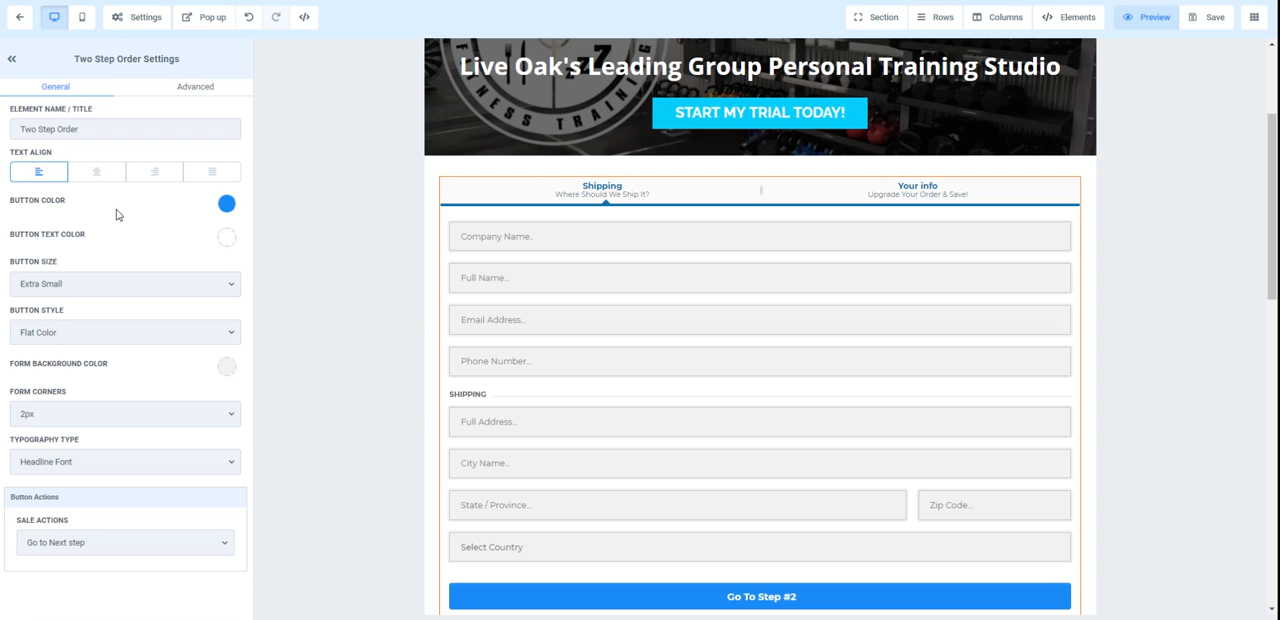 Settings
Pop up
Section
Rows
Columns
Elements
Preview
Save
Two Step Order Settings
General
Advanced
ELEMENT NAME / TITLE
Two Step Order
TEXT ALIGN
BUTTON COLOR
BUTTON TEXT COLOR
BUTTON SIZE
Extra Small
BUTTON STYLE
Flat Color
FORM BACKGROUND COLOR
FORM CORNERS
2px
TYPOGRAPHY TYPE
Headline Font
Button Actions
SALE ACTIONS
Go to Next step
Z
FITNESS TRAINING
Live Oak's Leading Group Personal Training Studio
START MY TRIAL TODAY!
Shipping
Where Should We Ship It?
Your info
Upgrade Your Order & Save!
Company Name..
Full Name...
Email Address...
Phone Number...
SHIPPING
Full Address...
City Name...
State / Province...
Zip Code...
Select Country
Go To Step #2